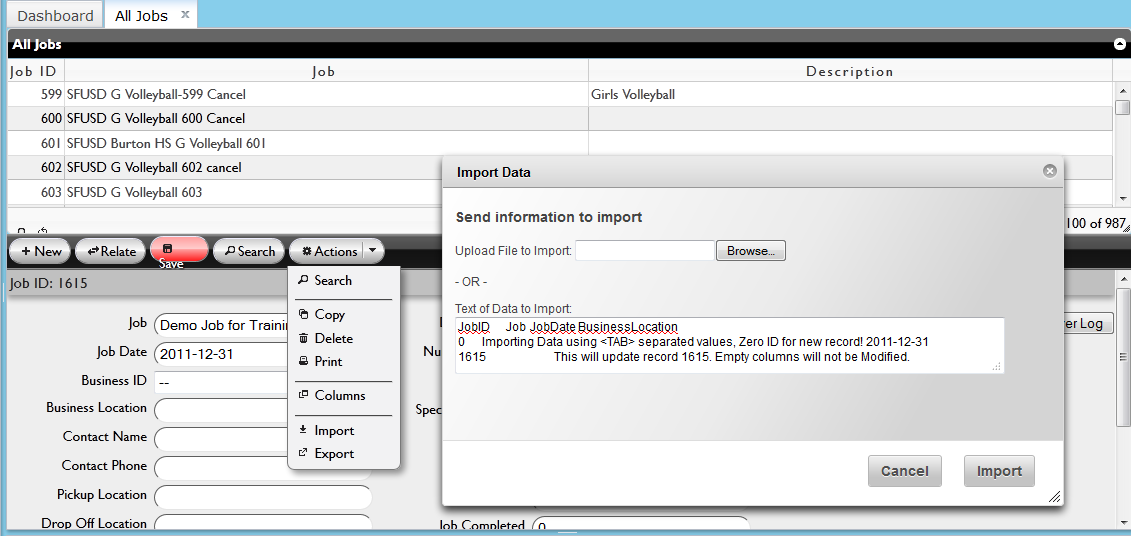 Dashboard All Jobs x
All Jobs
Job ID Job Description
599 SFUSD G Volleyball-599 Cancel Girls Volleyball
600 SFUSD G Volleyball 600 Cancel
601 SFUSD Burton HS G Volleyball 601
602 SFUSD G Volleyball 602 cancel
603 SFUSD G Volleyball 603
100 of 987
+ New Relate Save Search Actions
Job ID: 1615
Job Demo Job for Trainin
Job Date 2011-12-31
Business ID --
Business Location
Contact Name
Contact Phone
Pickup Location
Drop Off Location
Nu
Spec
er Log
Job Completed 0
Search
Copy
Delete
Print
Columns
Import
Export
Import Data
Send information to import
Upload File to Import: Browse...
- OR -
Text of Data to Import:
JobID Job JobDate BusinessLocation
0 Importing Data using <TAB> separated values, Zero ID for new record! 2011-12-31
1615 This will update record 1615. Empty columns will not be Modified.
Cancel Import